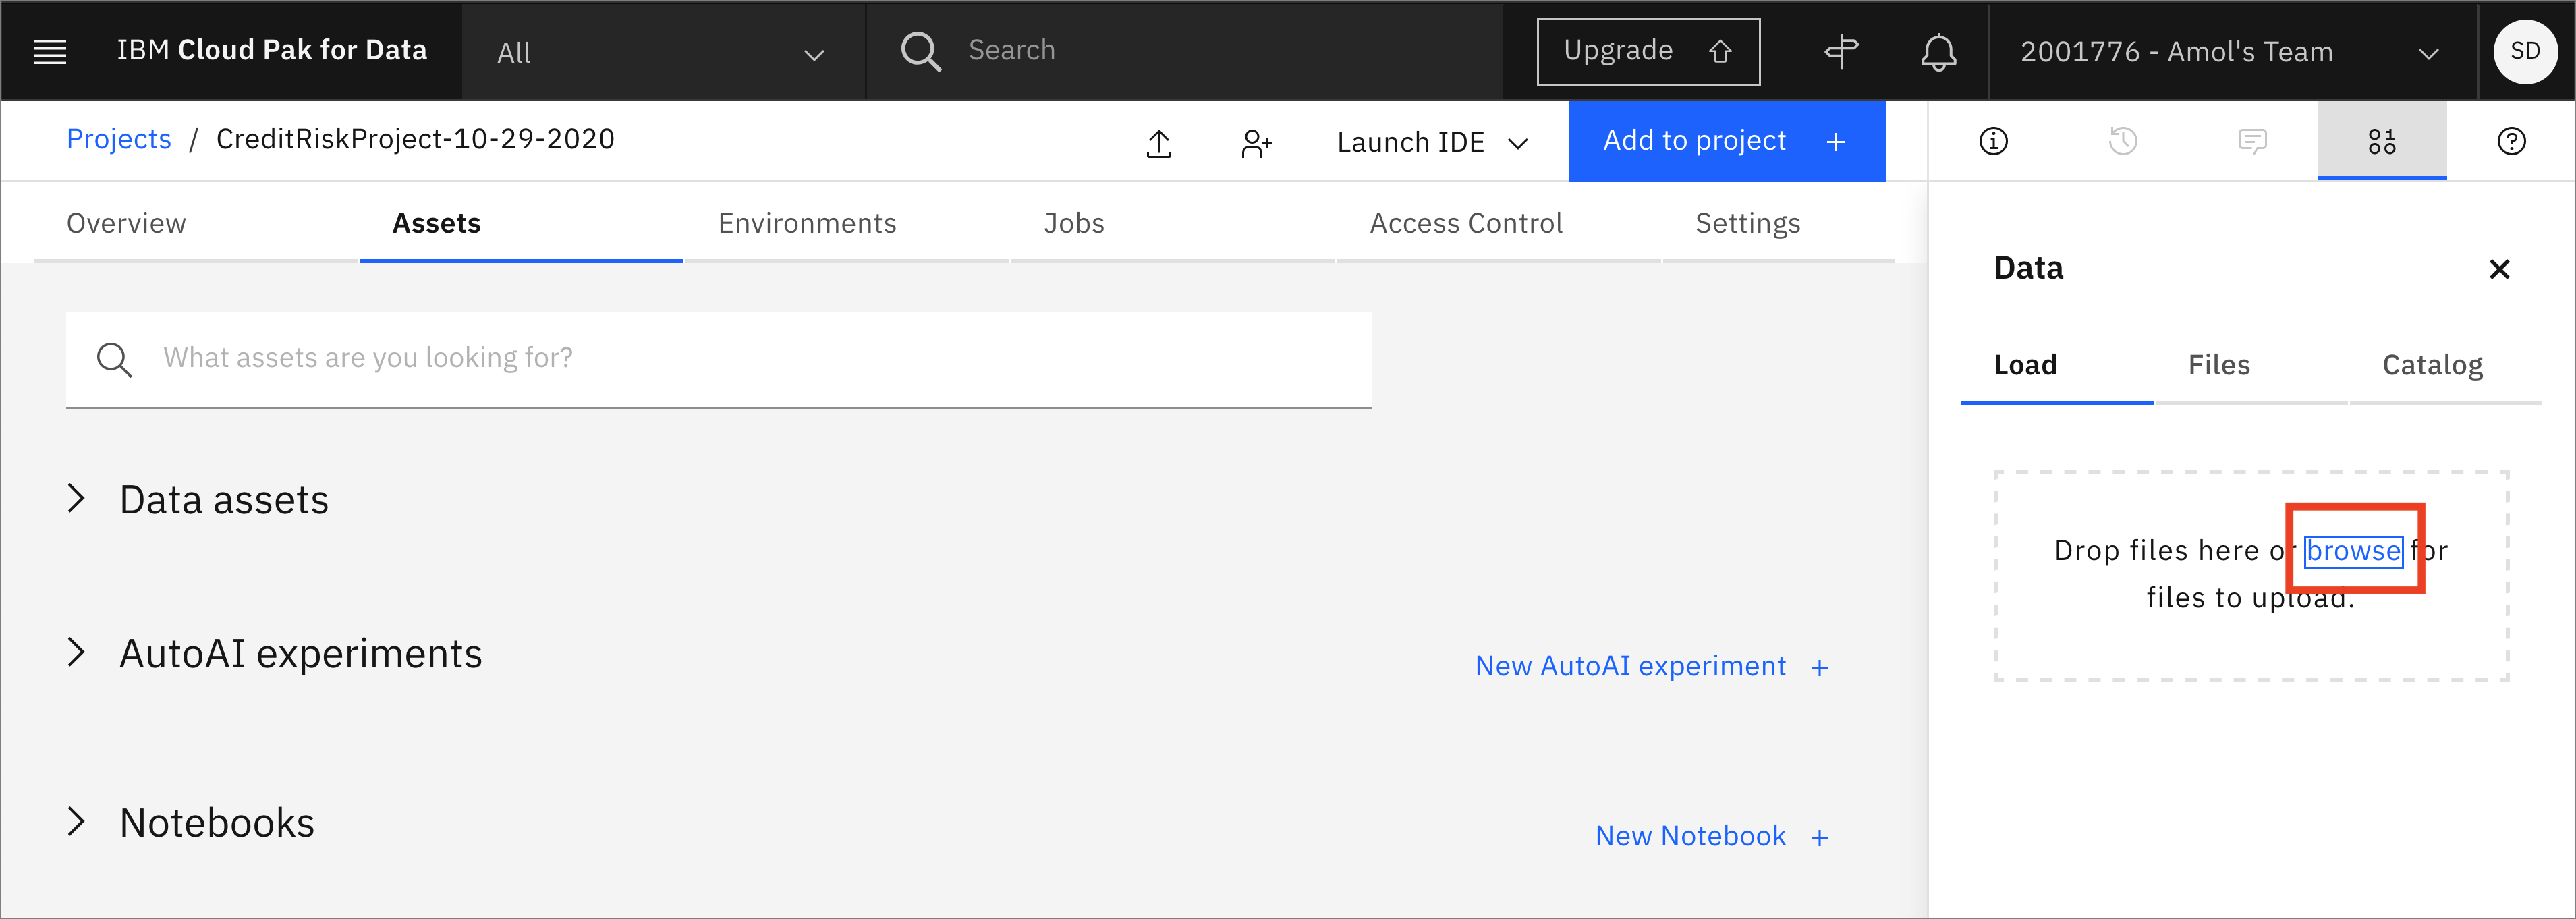 IBM Cloud Pak for Data
All
Search
Upgrade
2001776 - Amol's Team
SD
Projects / CreditRiskProject-10-29-2020
Launch IDE
Add to project +
Overview
Assets
Environments
Jobs
Access Control
Settings
What assets are you looking for?
Data assets
AutoAI experiments
New AutoAI experiment +
Notebooks
New Notebook +
Data
Load
Files
Catalog
Drop files here or browse for
files to upload.